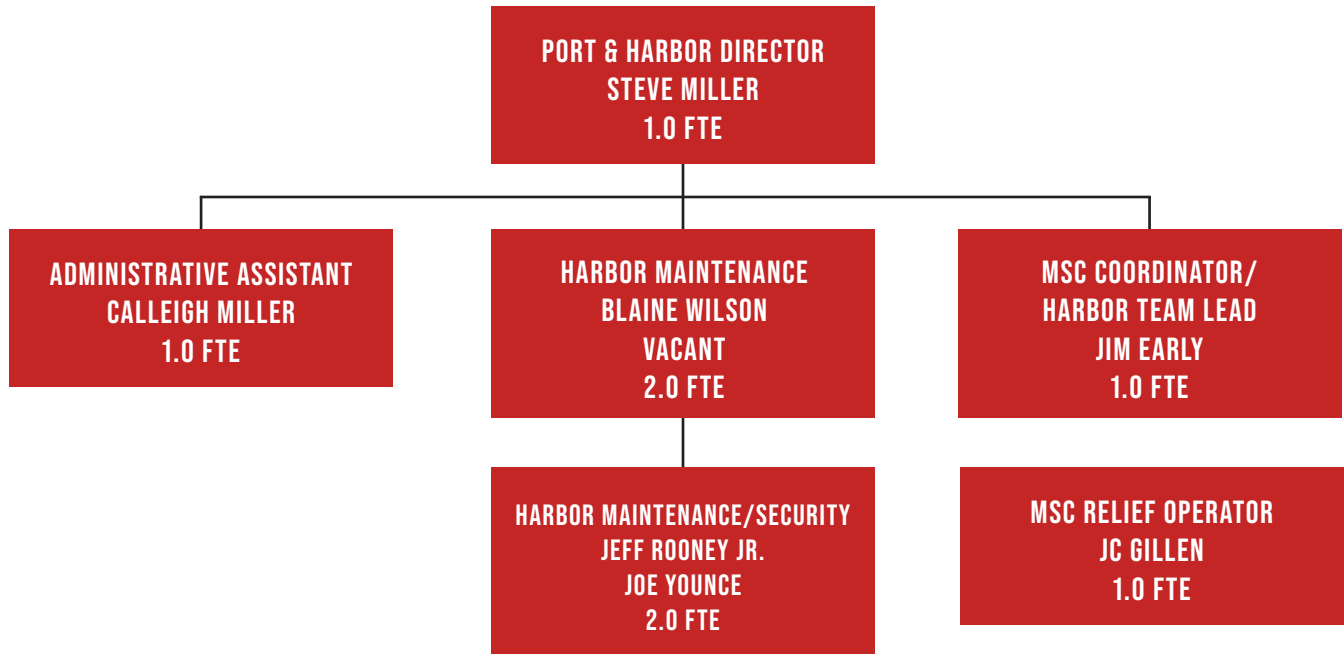 PORT & HARBOR DIRECTOR
STEVE MILLER
1.0 FTE
ADMINISTRATIVE ASSISTANT
CALLEIGH MILLER
1.0 FTE
HARBOR MAINTENANCE
BLAINE WILSON
VACANT
2.0 FTE
MSC COORDINATOR/
HARBOR TEAM LEAD
JIM EARLY
1.0 FTE
HARBOR MAINTENANCE/SECURITY
JEFF ROONEY JR.
JOE YOUNCE
2.0 FTE
MSC RELIEF OPERATOR
JC GILLEN
1.0 FTE